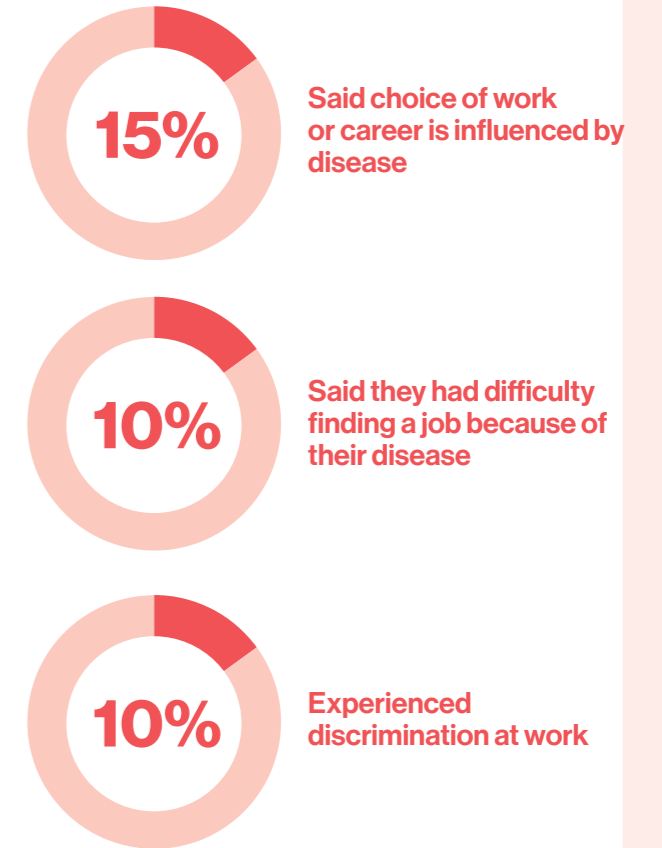 15%
Said choice of work
or career is influenced by
disease
10%
Said they had difficulty
finding a job because of
their disease
10%
Experienced
discrimination at work